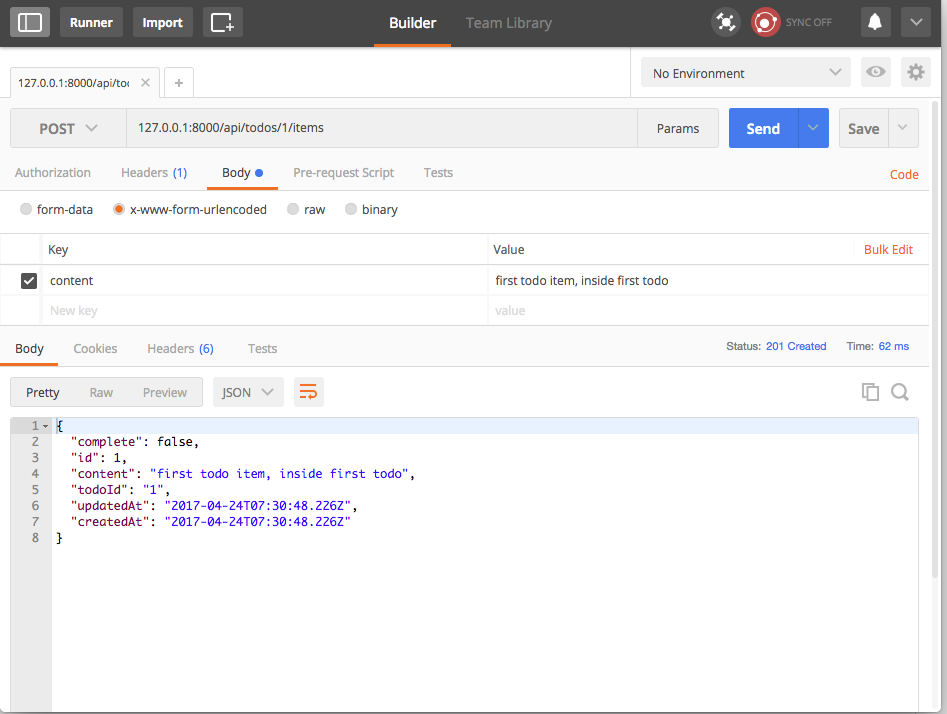 Runner Import Builder Team Library SYNC OFF
127.0.0.1:8000/api/toc × + No Environment
POST 127.0.0.1:8000/api/todos/1/items Params Send Save
Authorization Headers (1) Body Pre-request Script Tests Code
form-data x-www-form-urlencoded raw binary
Key Value Bulk Edit
content first todo item, inside first todo
New key value
Body Cookies Headers (6) Tests Status: 201 Created Time: 62 ms
Pretty Raw Preview JSON
1 {
2 "complete": false,
3 "id": 1,
4 "content": "first todo item, inside first todo",
5 "todoId": "1",
6 "updatedAt": "2017-04-24T07:30:48.226Z",
7 "createdAt": "2017-04-24T07:30:48.226Z"
8 }